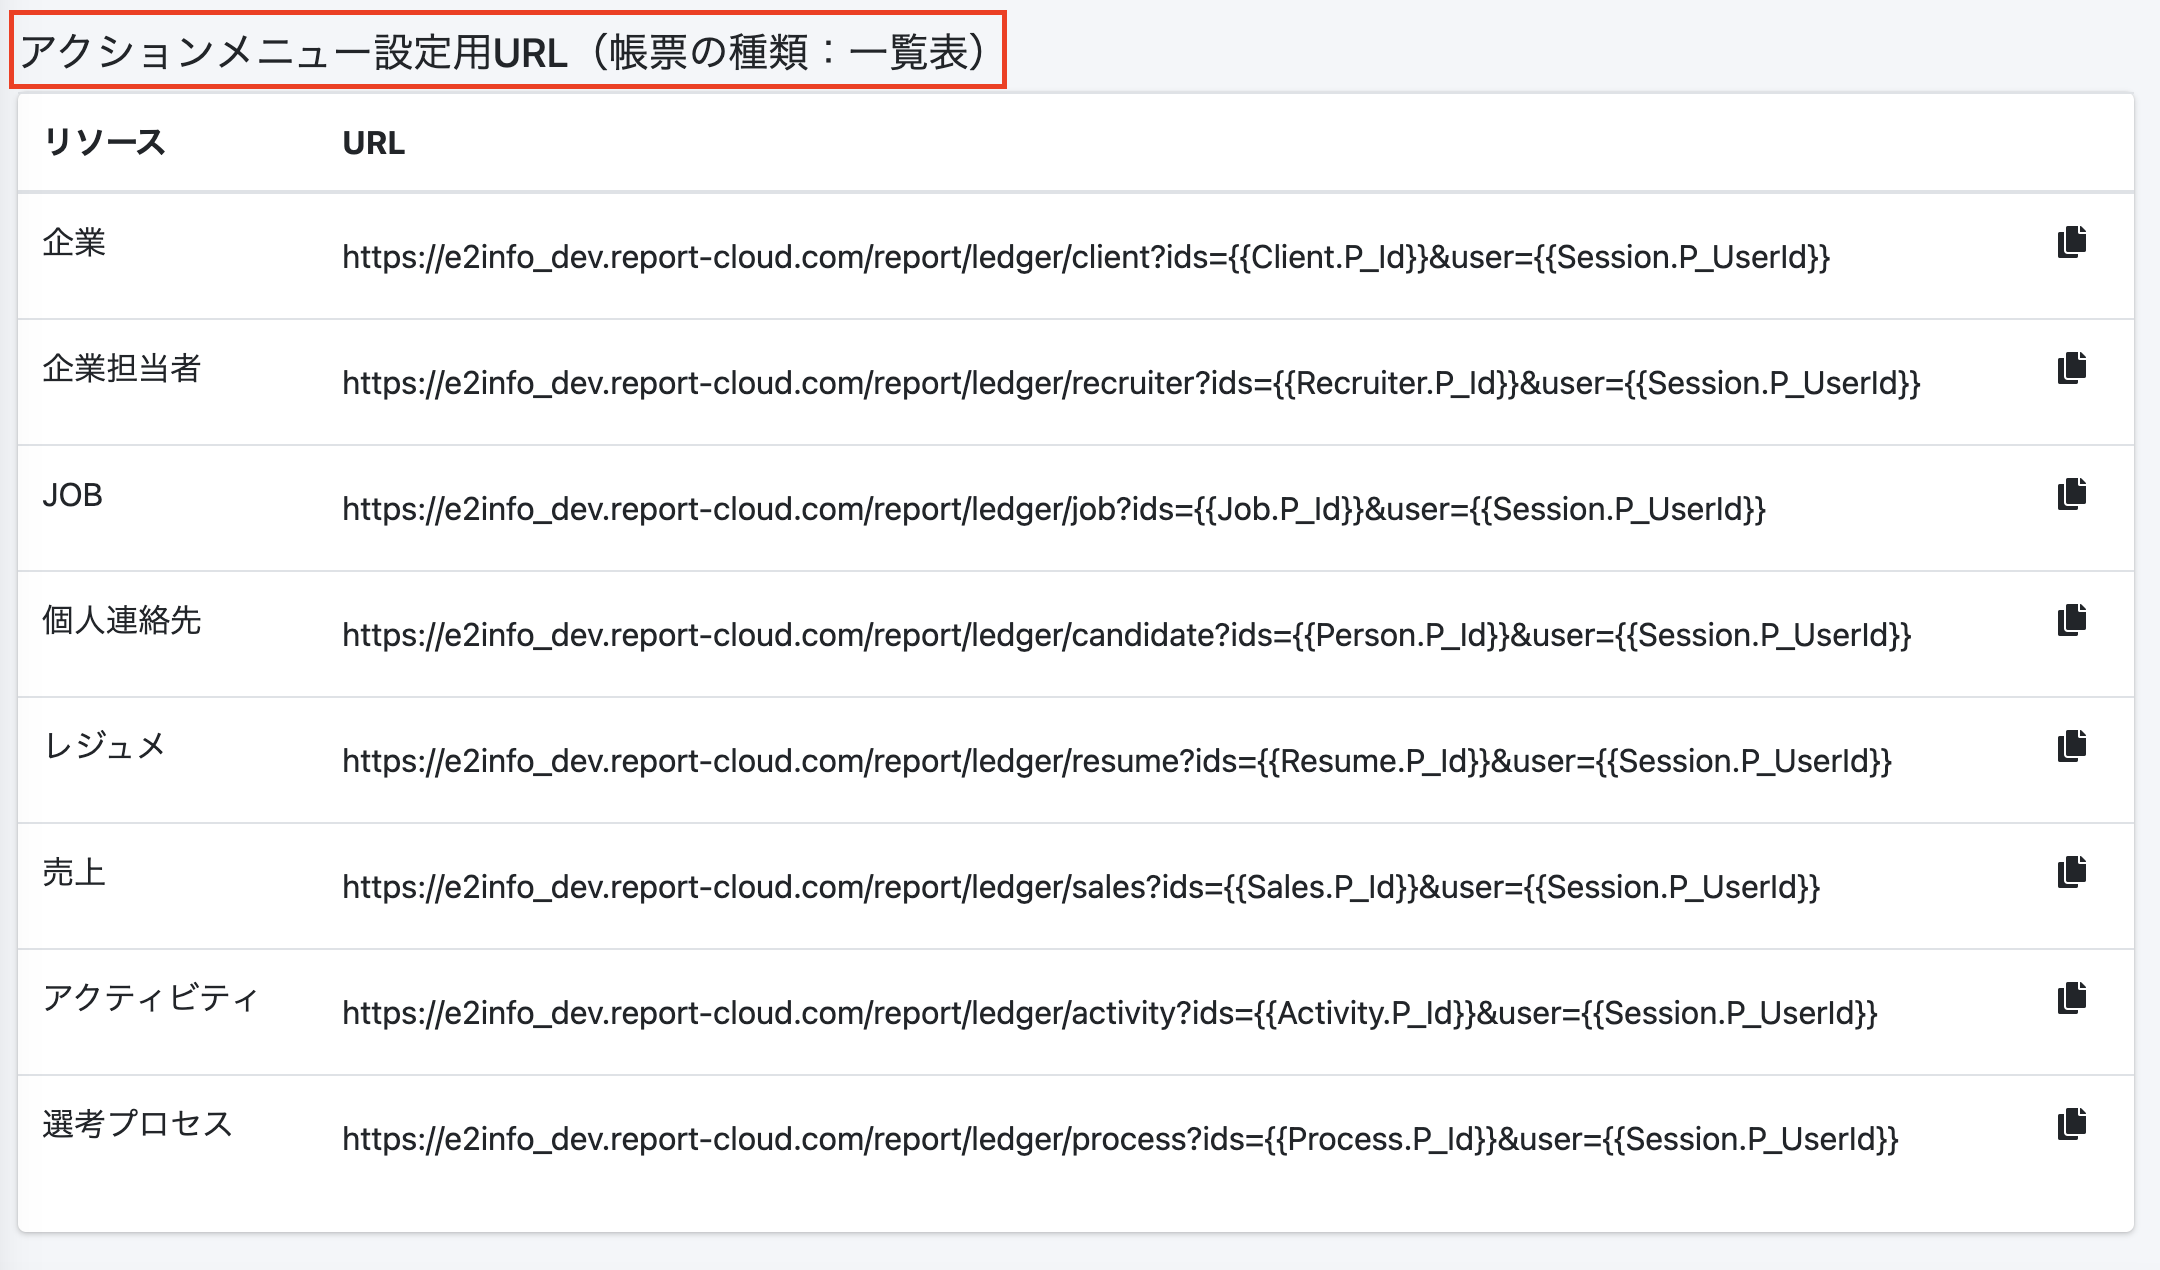 アクションメニュー設定用URL（帳票の種類：一覧表）
リソース URL
企業 https://e2info_dev.report-cloud.com/report/ledger/client?ids={{Client.P_Id}}&user={{Session.P_UserId}}
企業担当者 https://e2info_dev.report-cloud.com/report/ledger/recruiter?ids={{Recruiter.P_Id}}&user={{Session.P_UserId}}
JOB https://e2info_dev.report-cloud.com/report/ledger/job?ids={{Job.P_Id}}&user={{Session.P_UserId}}
個人連絡先 https://e2info_dev.report-cloud.com/report/ledger/candidate?ids={{Person.P_Id}}&user={{Session.P_UserId}}
レジュメ https://e2info_dev.report-cloud.com/report/ledger/resume?ids={{Resume.P_Id}}&user={{Session.P_UserId}}
売上 https://e2info_dev.report-cloud.com/report/ledger/sales?ids={{Sales.P_Id}}&user={{Session.P_UserId}}
アクティビティ https://e2info_dev.report-cloud.com/report/ledger/activity?ids={{Activity.P_Id}}&user={{Session.P_UserId}}
選考プロセス https://e2info_dev.report-cloud.com/report/ledger/process?ids={{Process.P_Id}}&user={{Session.P_UserId}}